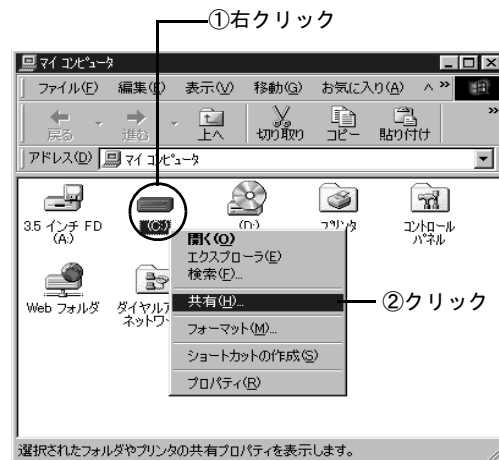 ①右クリック
マイ コンピュータ
ファイル(F) 編集(E) 表示(V) 移動(G) お気に入り(A) ヘ »
戻る 進む 上へ 切り取り コピー 貼り付け »
アドレス(D) マイ コンピュータ
3.5 インチ FD (A:)
(C:)
(D:)
プリンタ
コントロール パネル
Web フォルダ
ダイヤルア
ネットワー
開く(O)
エクスプローラ(E)
検索(F)...
共有(H)...
②クリック
フォーマット(M)...
ショートカットの作成(S)
プロパティ(R)
選択されたフォルダやプリンタの共有プロパティを表示します。